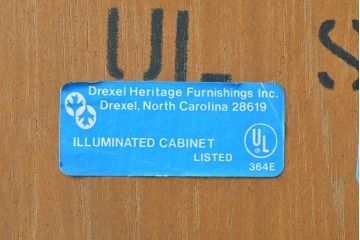 UL S
Drexel Heritage Furnishings Inc.
Drexel, North Carolina 28619
ILLUMINATED CABINET
LISTED
UL
364E